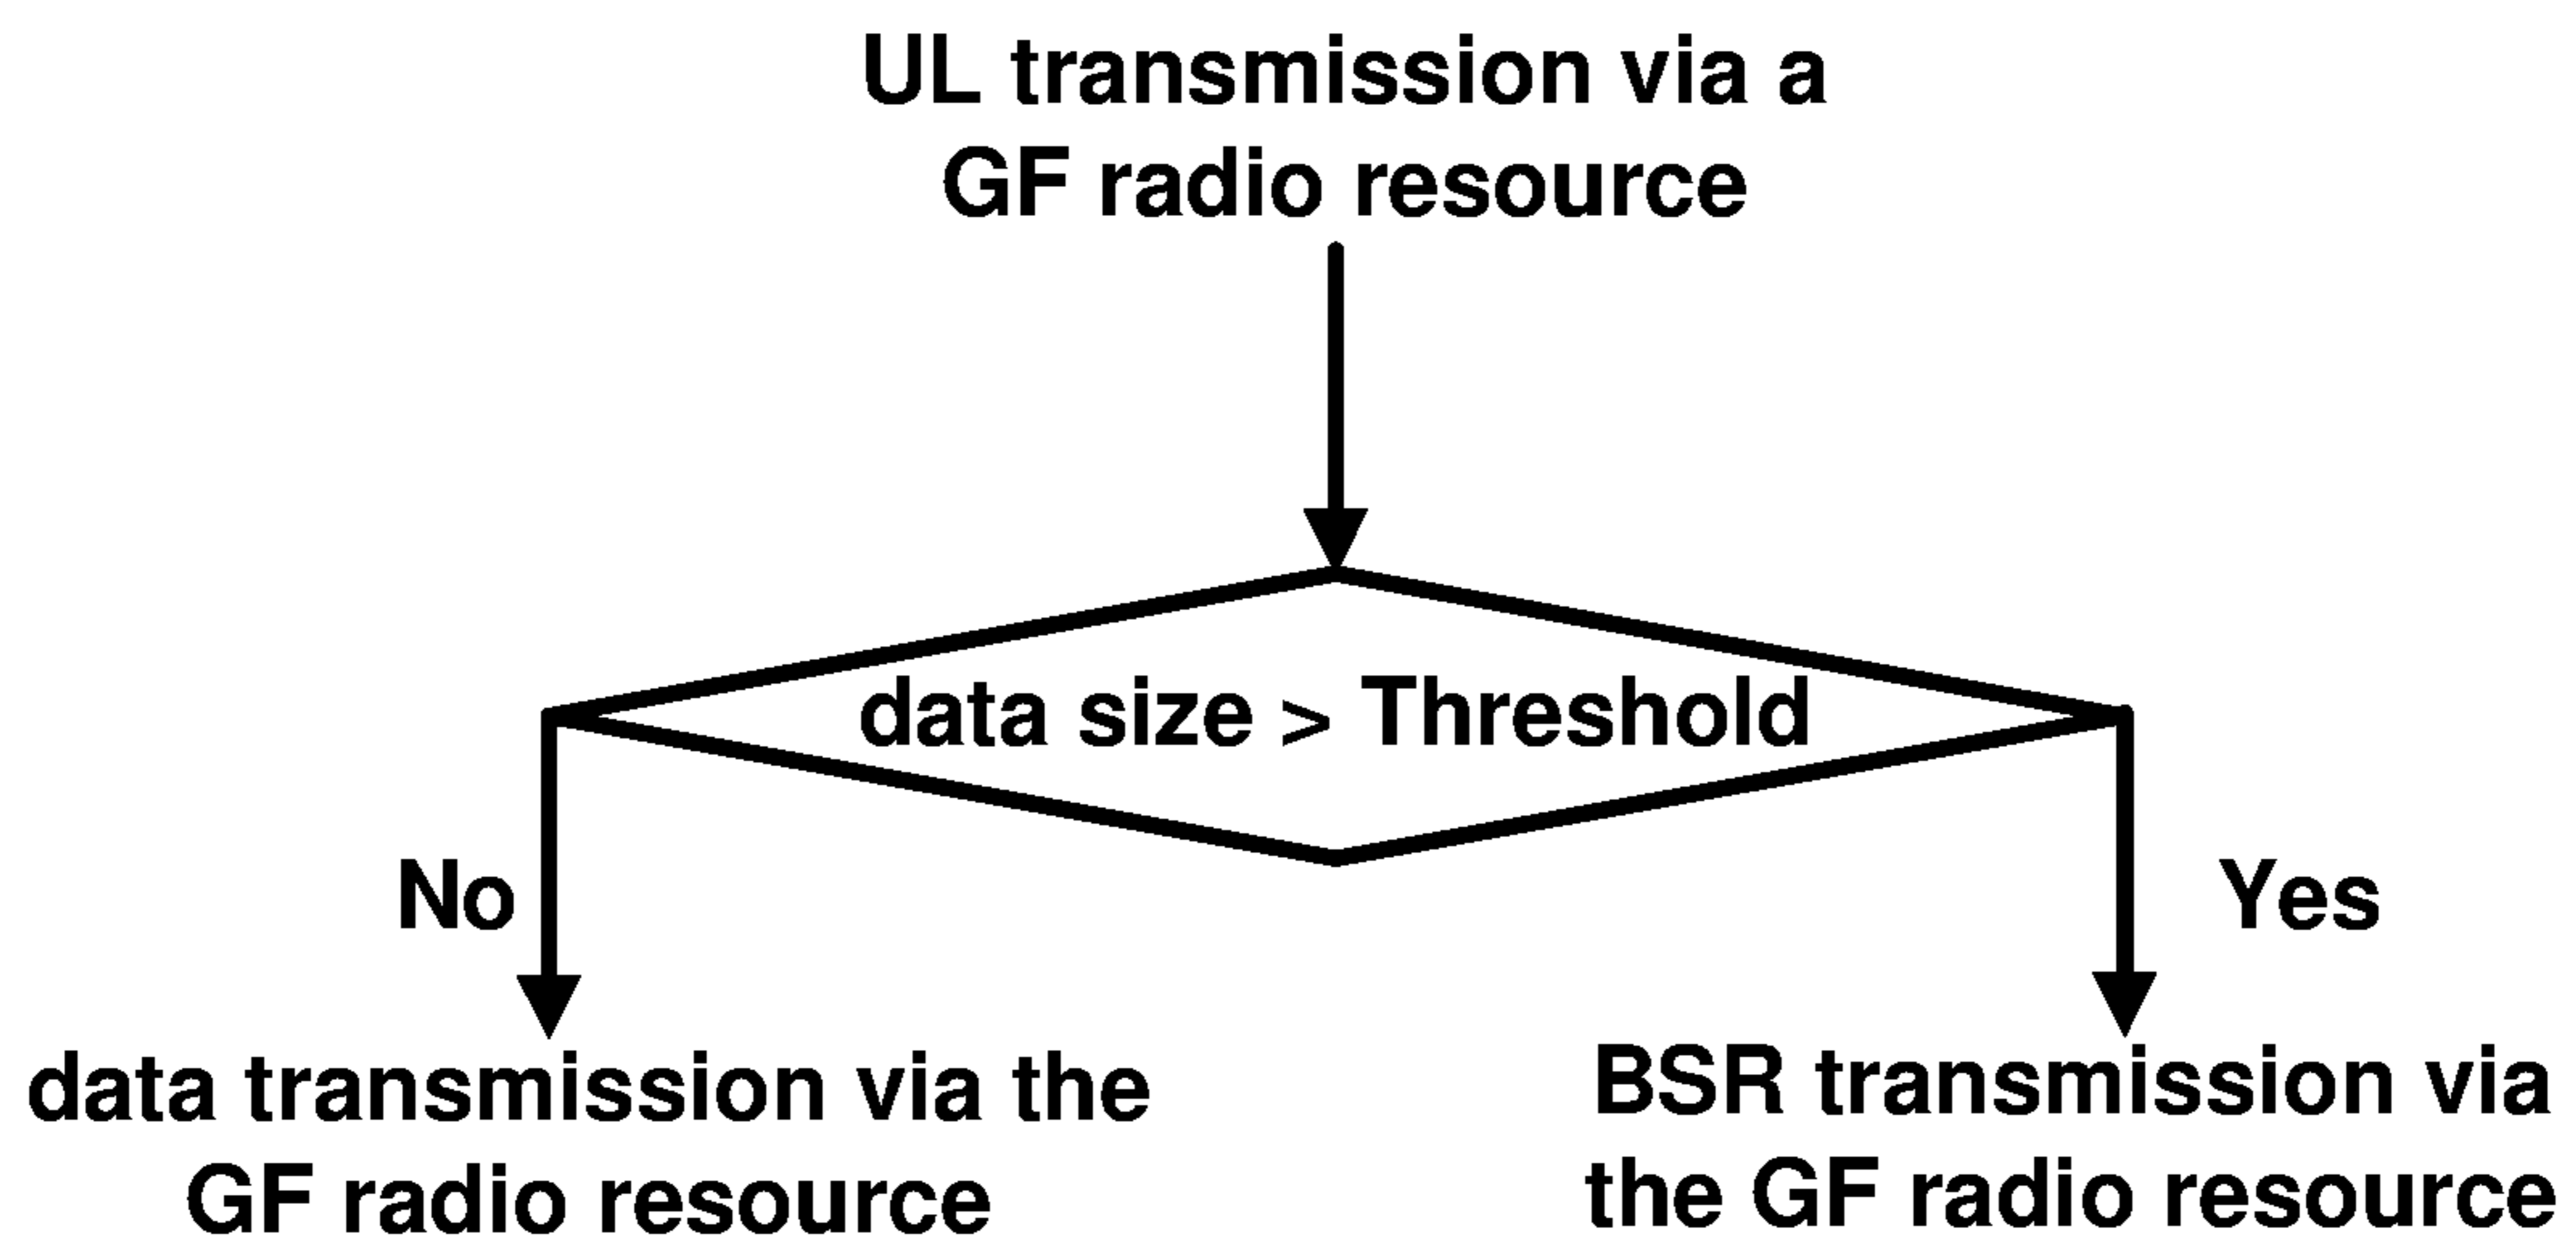 UL transmission via a
GF radio resource
data size > Threshold
No
Yes
data transmission via the
GF radio resource
BSR transmission via
the GF radio resource